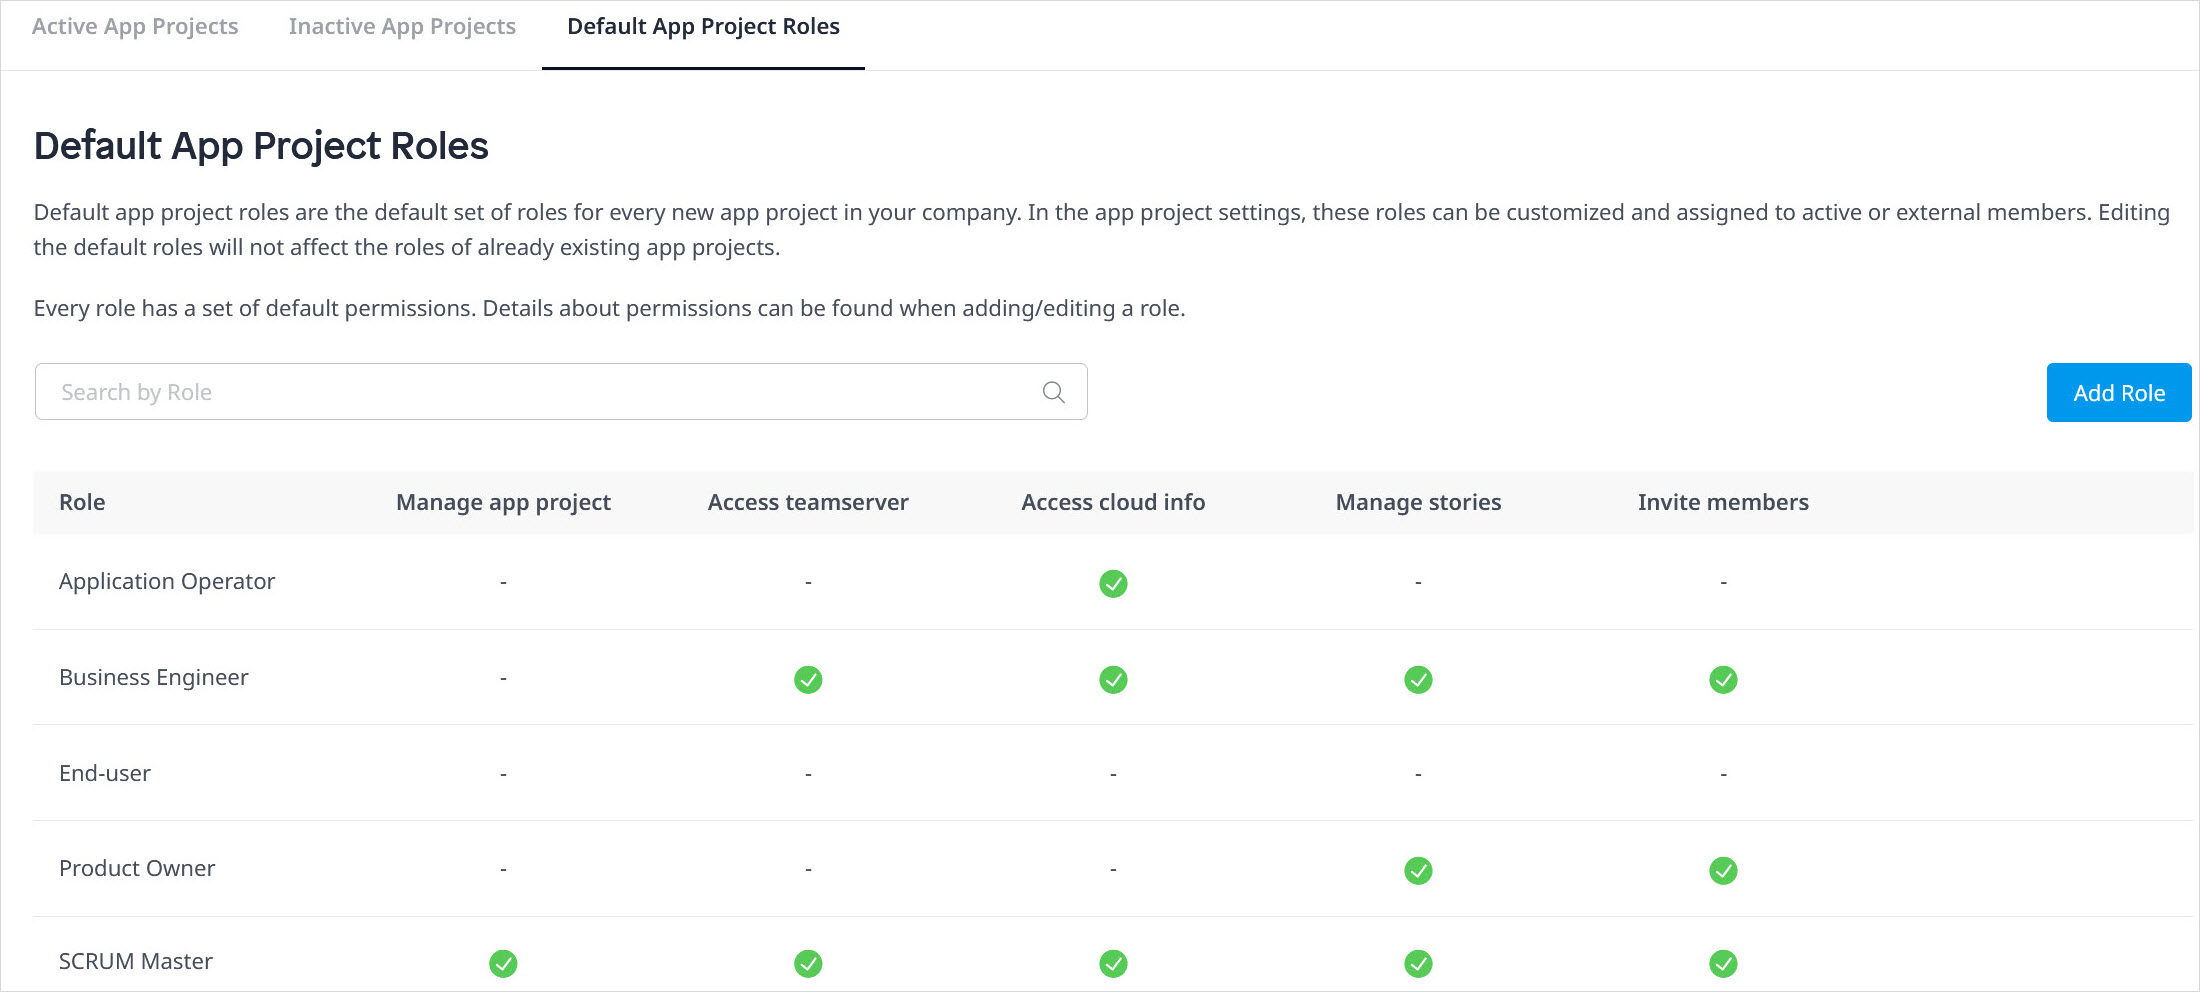 Active App Projects Inactive App Projects Default App Project Roles
Default App Project Roles
Default app project roles are the default set of roles for every new app project in your company. In the app project settings, these roles can be customized and assigned to active or external members. Editing
the default roles will not affect the roles of already existing app projects.
Every role has a set of default permissions. Details about permissions can be found when adding/editing a role.
Search by Role Add Role
Role Manage app project Access teamserver Access cloud info Manage stories Invite members
Application Operator - - - -
Business Engineer -
End-user - - - - -
Product Owner - - -
SCRUM Master